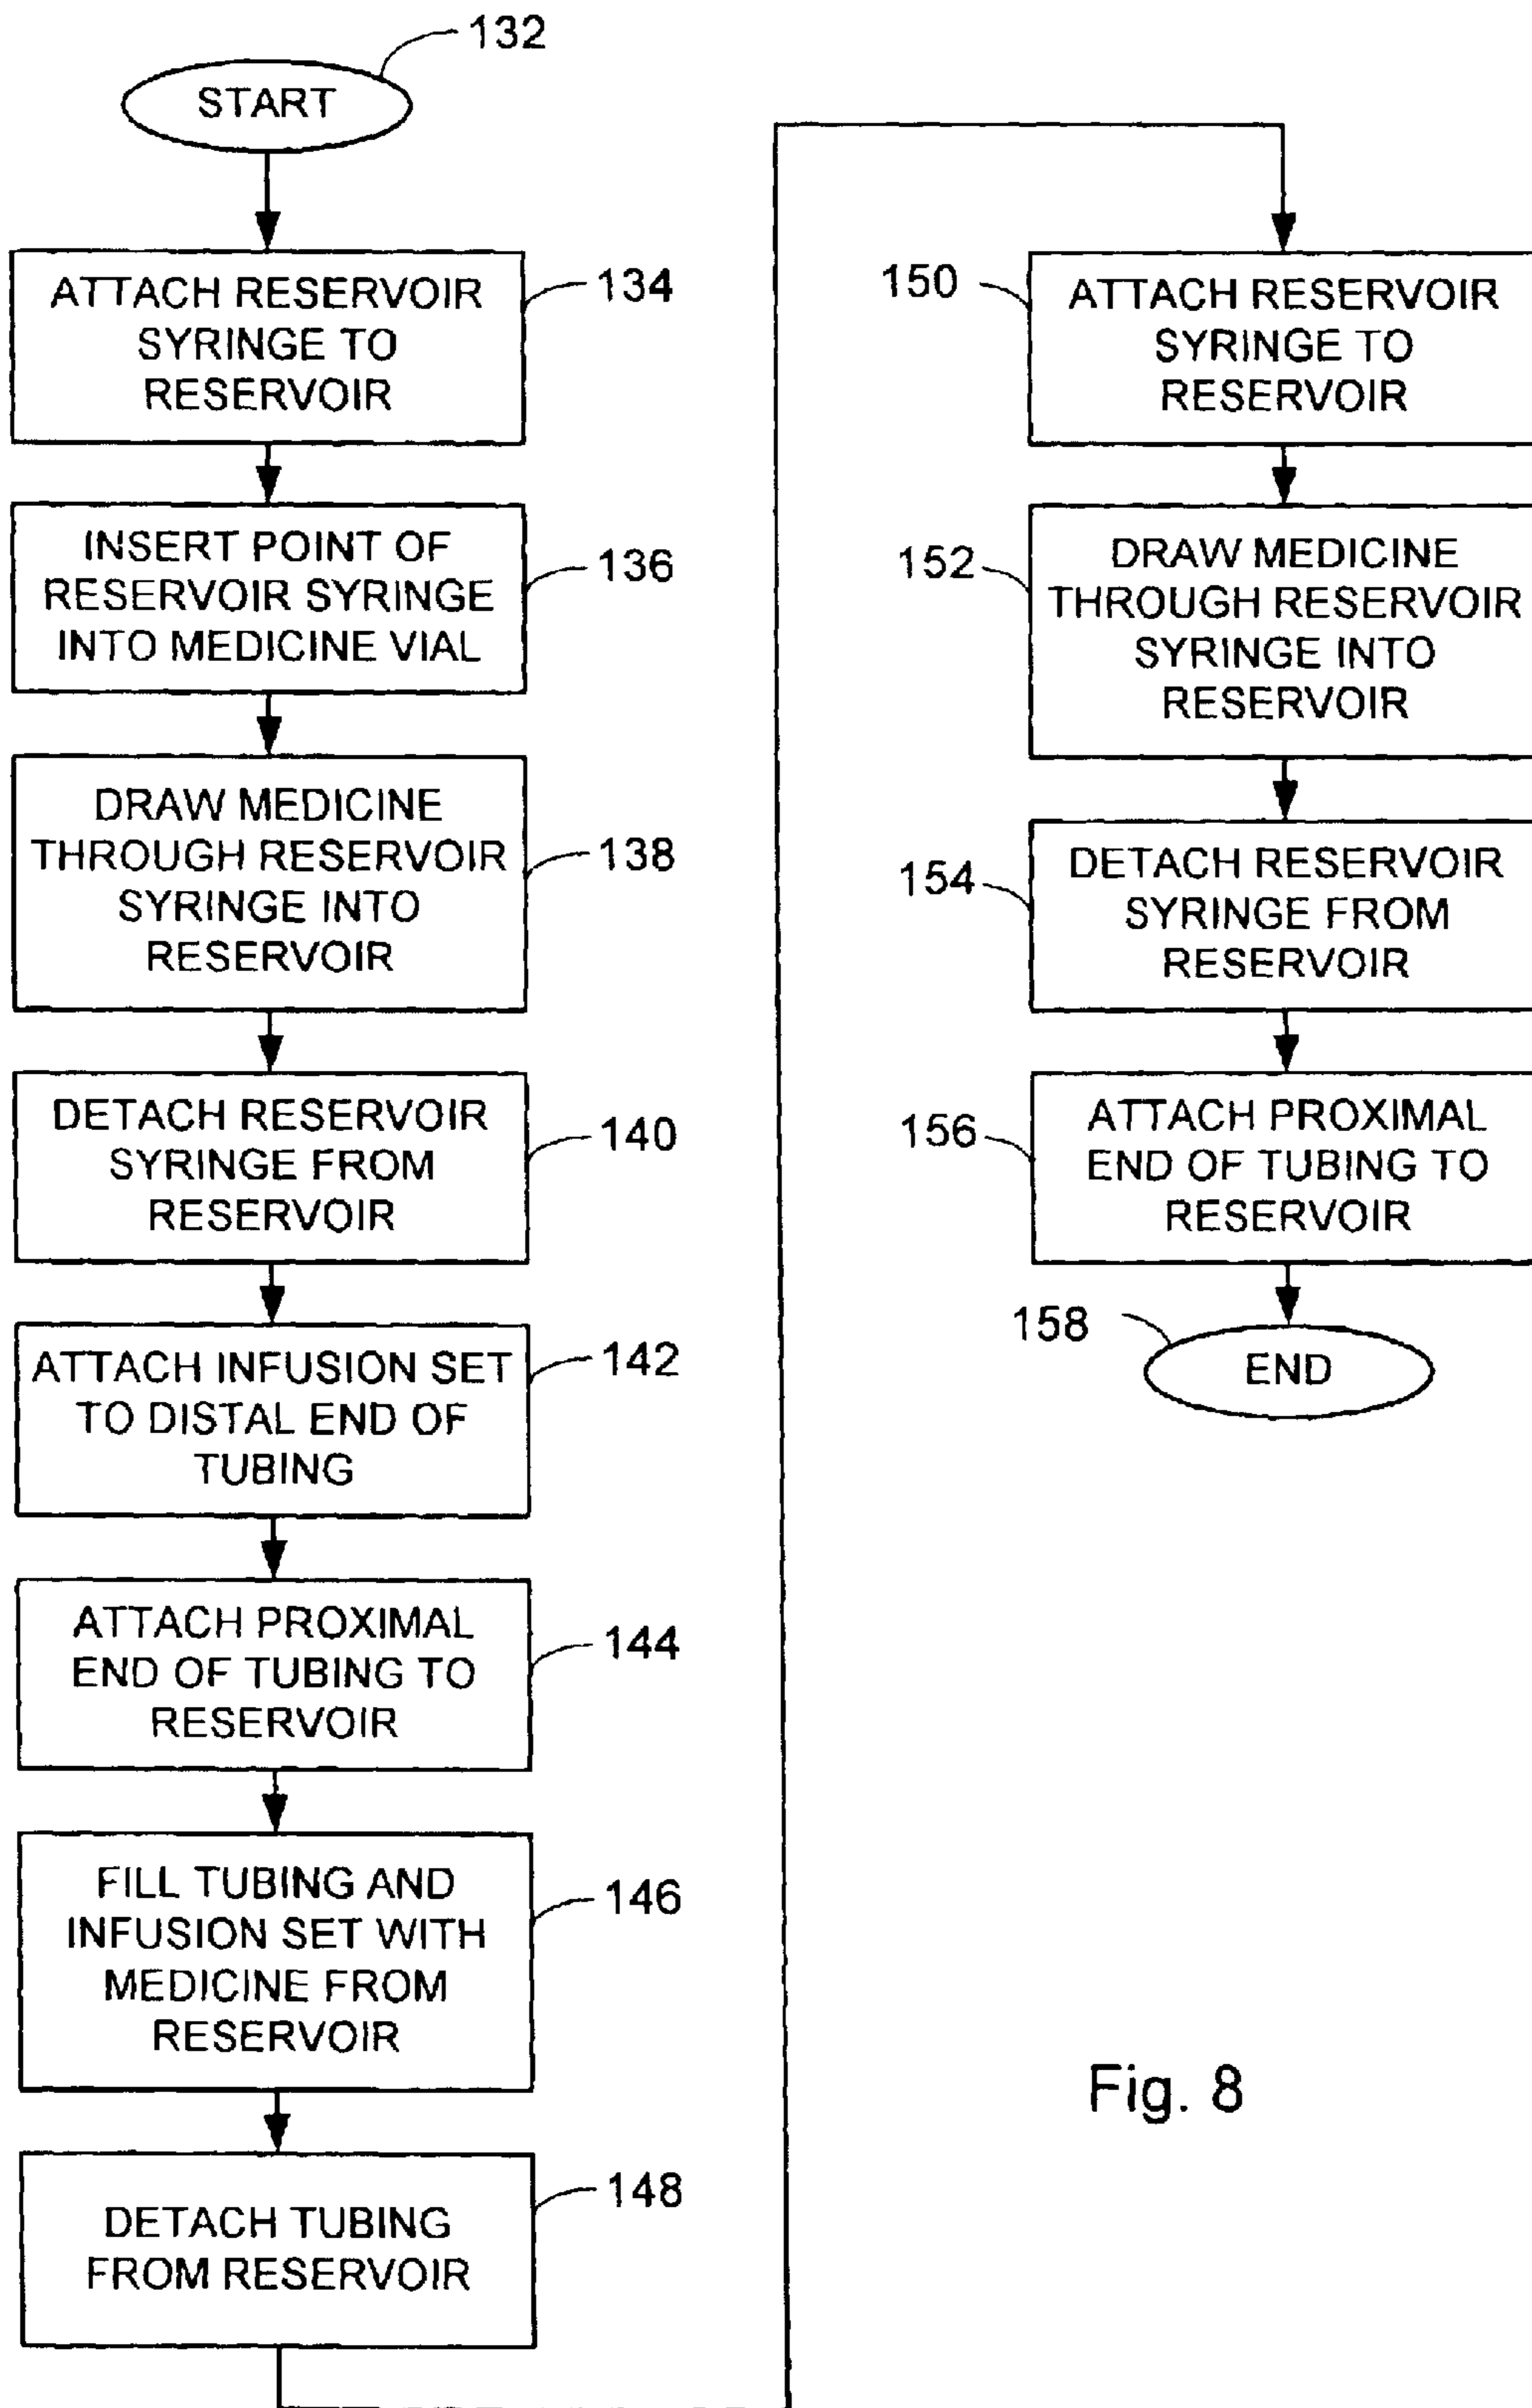 132
START
ATTACH RESERVOIR
SYRINGE TO
RESERVOIR
134
INSERT POINT OF
RESERVOIR SYRINGE
INTO MEDICINE VIAL
136
DRAW MEDICINE
THROUGH RESERVOIR
SYRINGE INTO
RESERVOIR
138
DETACH RESERVOIR
SYRINGE FROM
RESERVOIR
140
ATTACH INFUSION SET
TO DISTAL END OF
TUBING
142
ATTACH PROXIMAL
END OF TUBING TO
RESERVOIR
144
FILL TUBING AND
INFUSION SET WITH
MEDICINE FROM
RESERVOIR
146
DETACH TUBING
FROM RESERVOIR
148
150
ATTACH RESERVOIR
SYRINGE TO
RESERVOIR
152
DRAW MEDICINE
THROUGH RESERVOIR
SYRINGE INTO
RESERVOIR
154
DETACH RESERVOIR
SYRINGE FROM
RESERVOIR
156
ATTACH PROXIMAL
END OF TUBING TO
RESERVOIR
158
END
Fig. 8